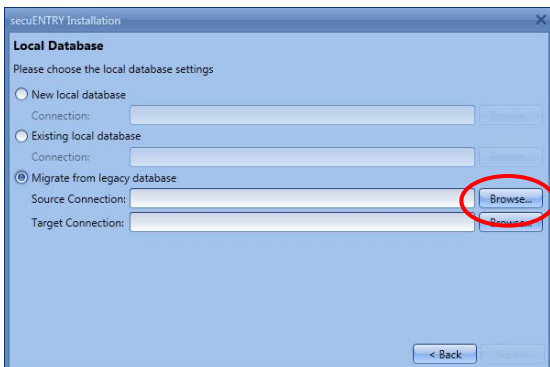 secuENTRY Installation
Local Database
Please choose the local database settings
New local database
Connection: Browse...
Existing local database
Connection: Browse...
Migrate from legacy database
Source Connection: Browse...
Target Connection: Browse...
< Back